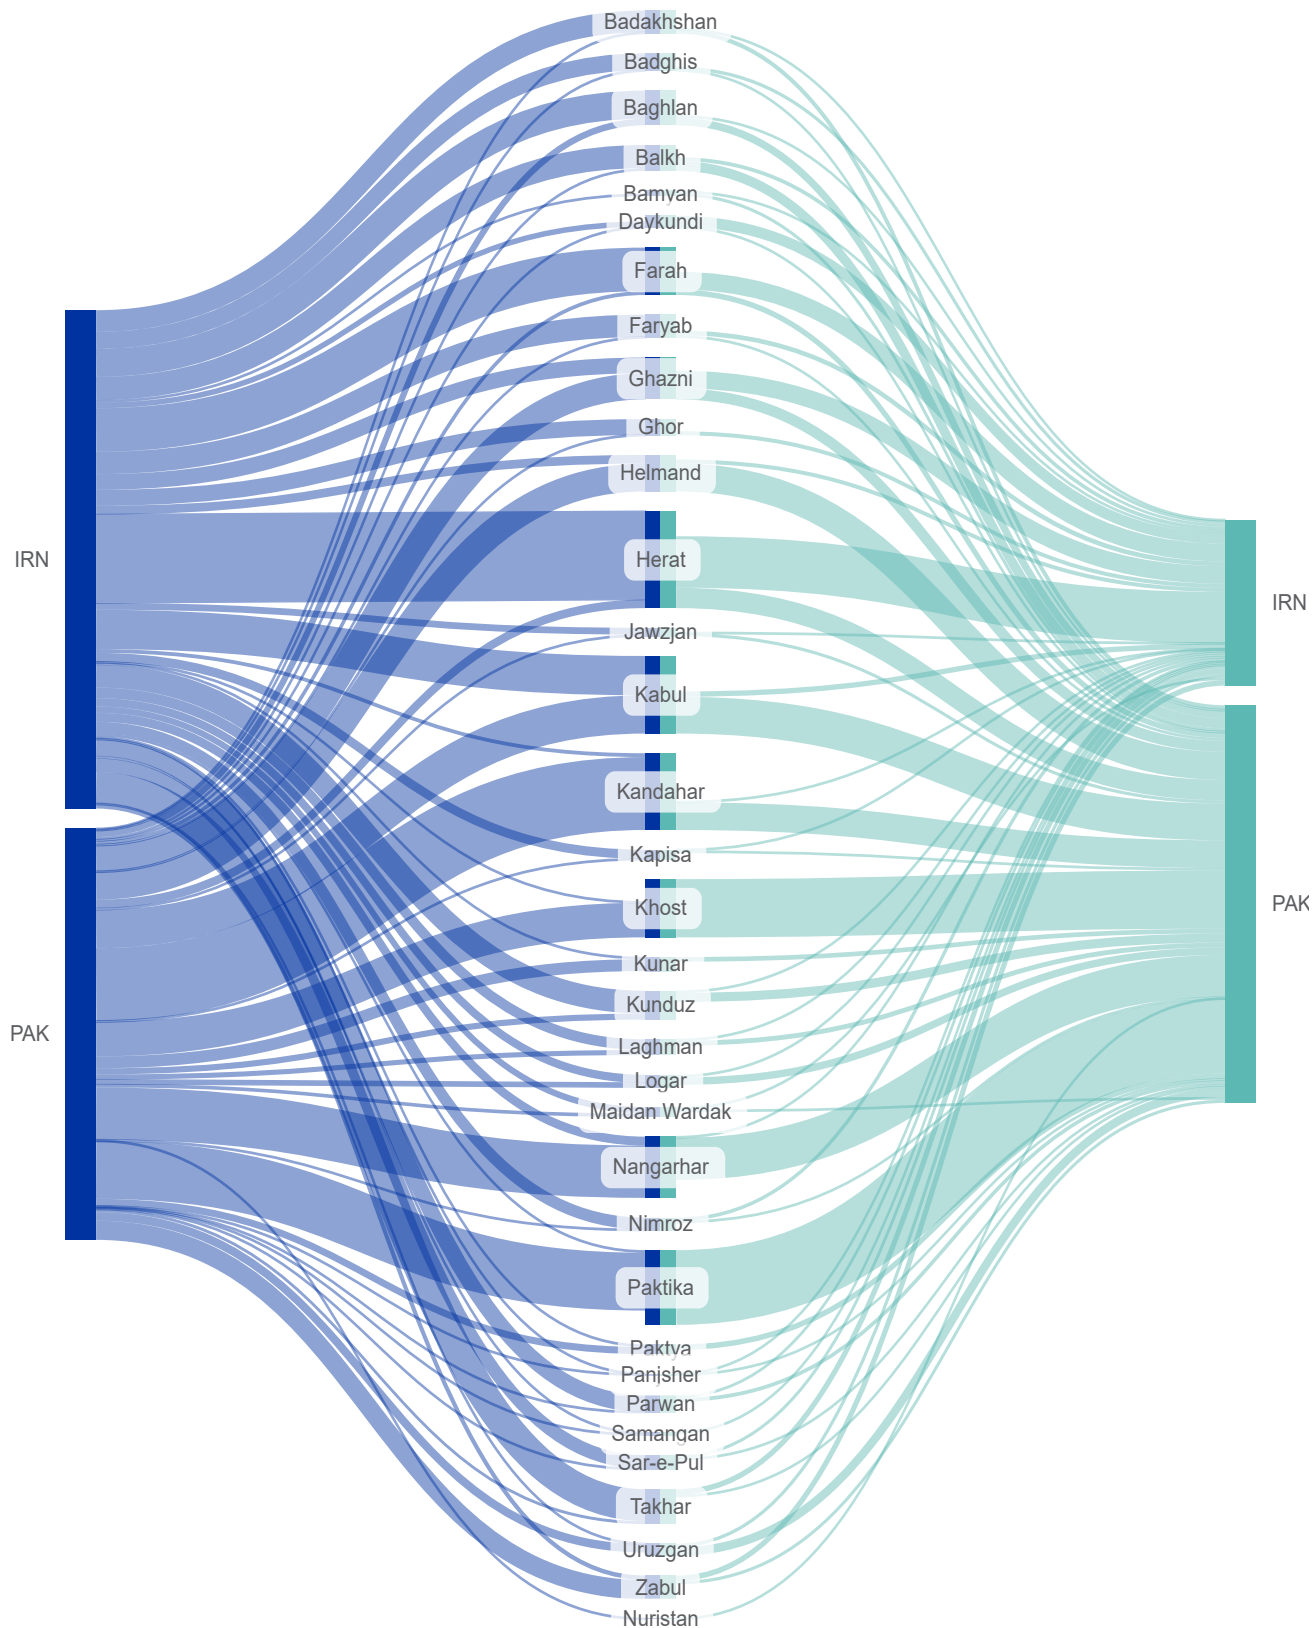 IRN
PAK
Badakhshan
Badghis
Baghlan
Balkh
Bamyan
Daykundi
Farah
Faryab
Ghazni
Ghor
Helmand
Herat
Jawzjan
Kabul
Kandahar
Kapisa
Khost
Kunar
Kunduz
Laghman
Logar
Maidan Wardak
Nangarhar
Nimroz
Paktika
Paktya
Panjsher
Parwan
Samangan
Sar-e-Pul
Takhar
Uruzgan
Zabul
Nuristan
IRN
PAK